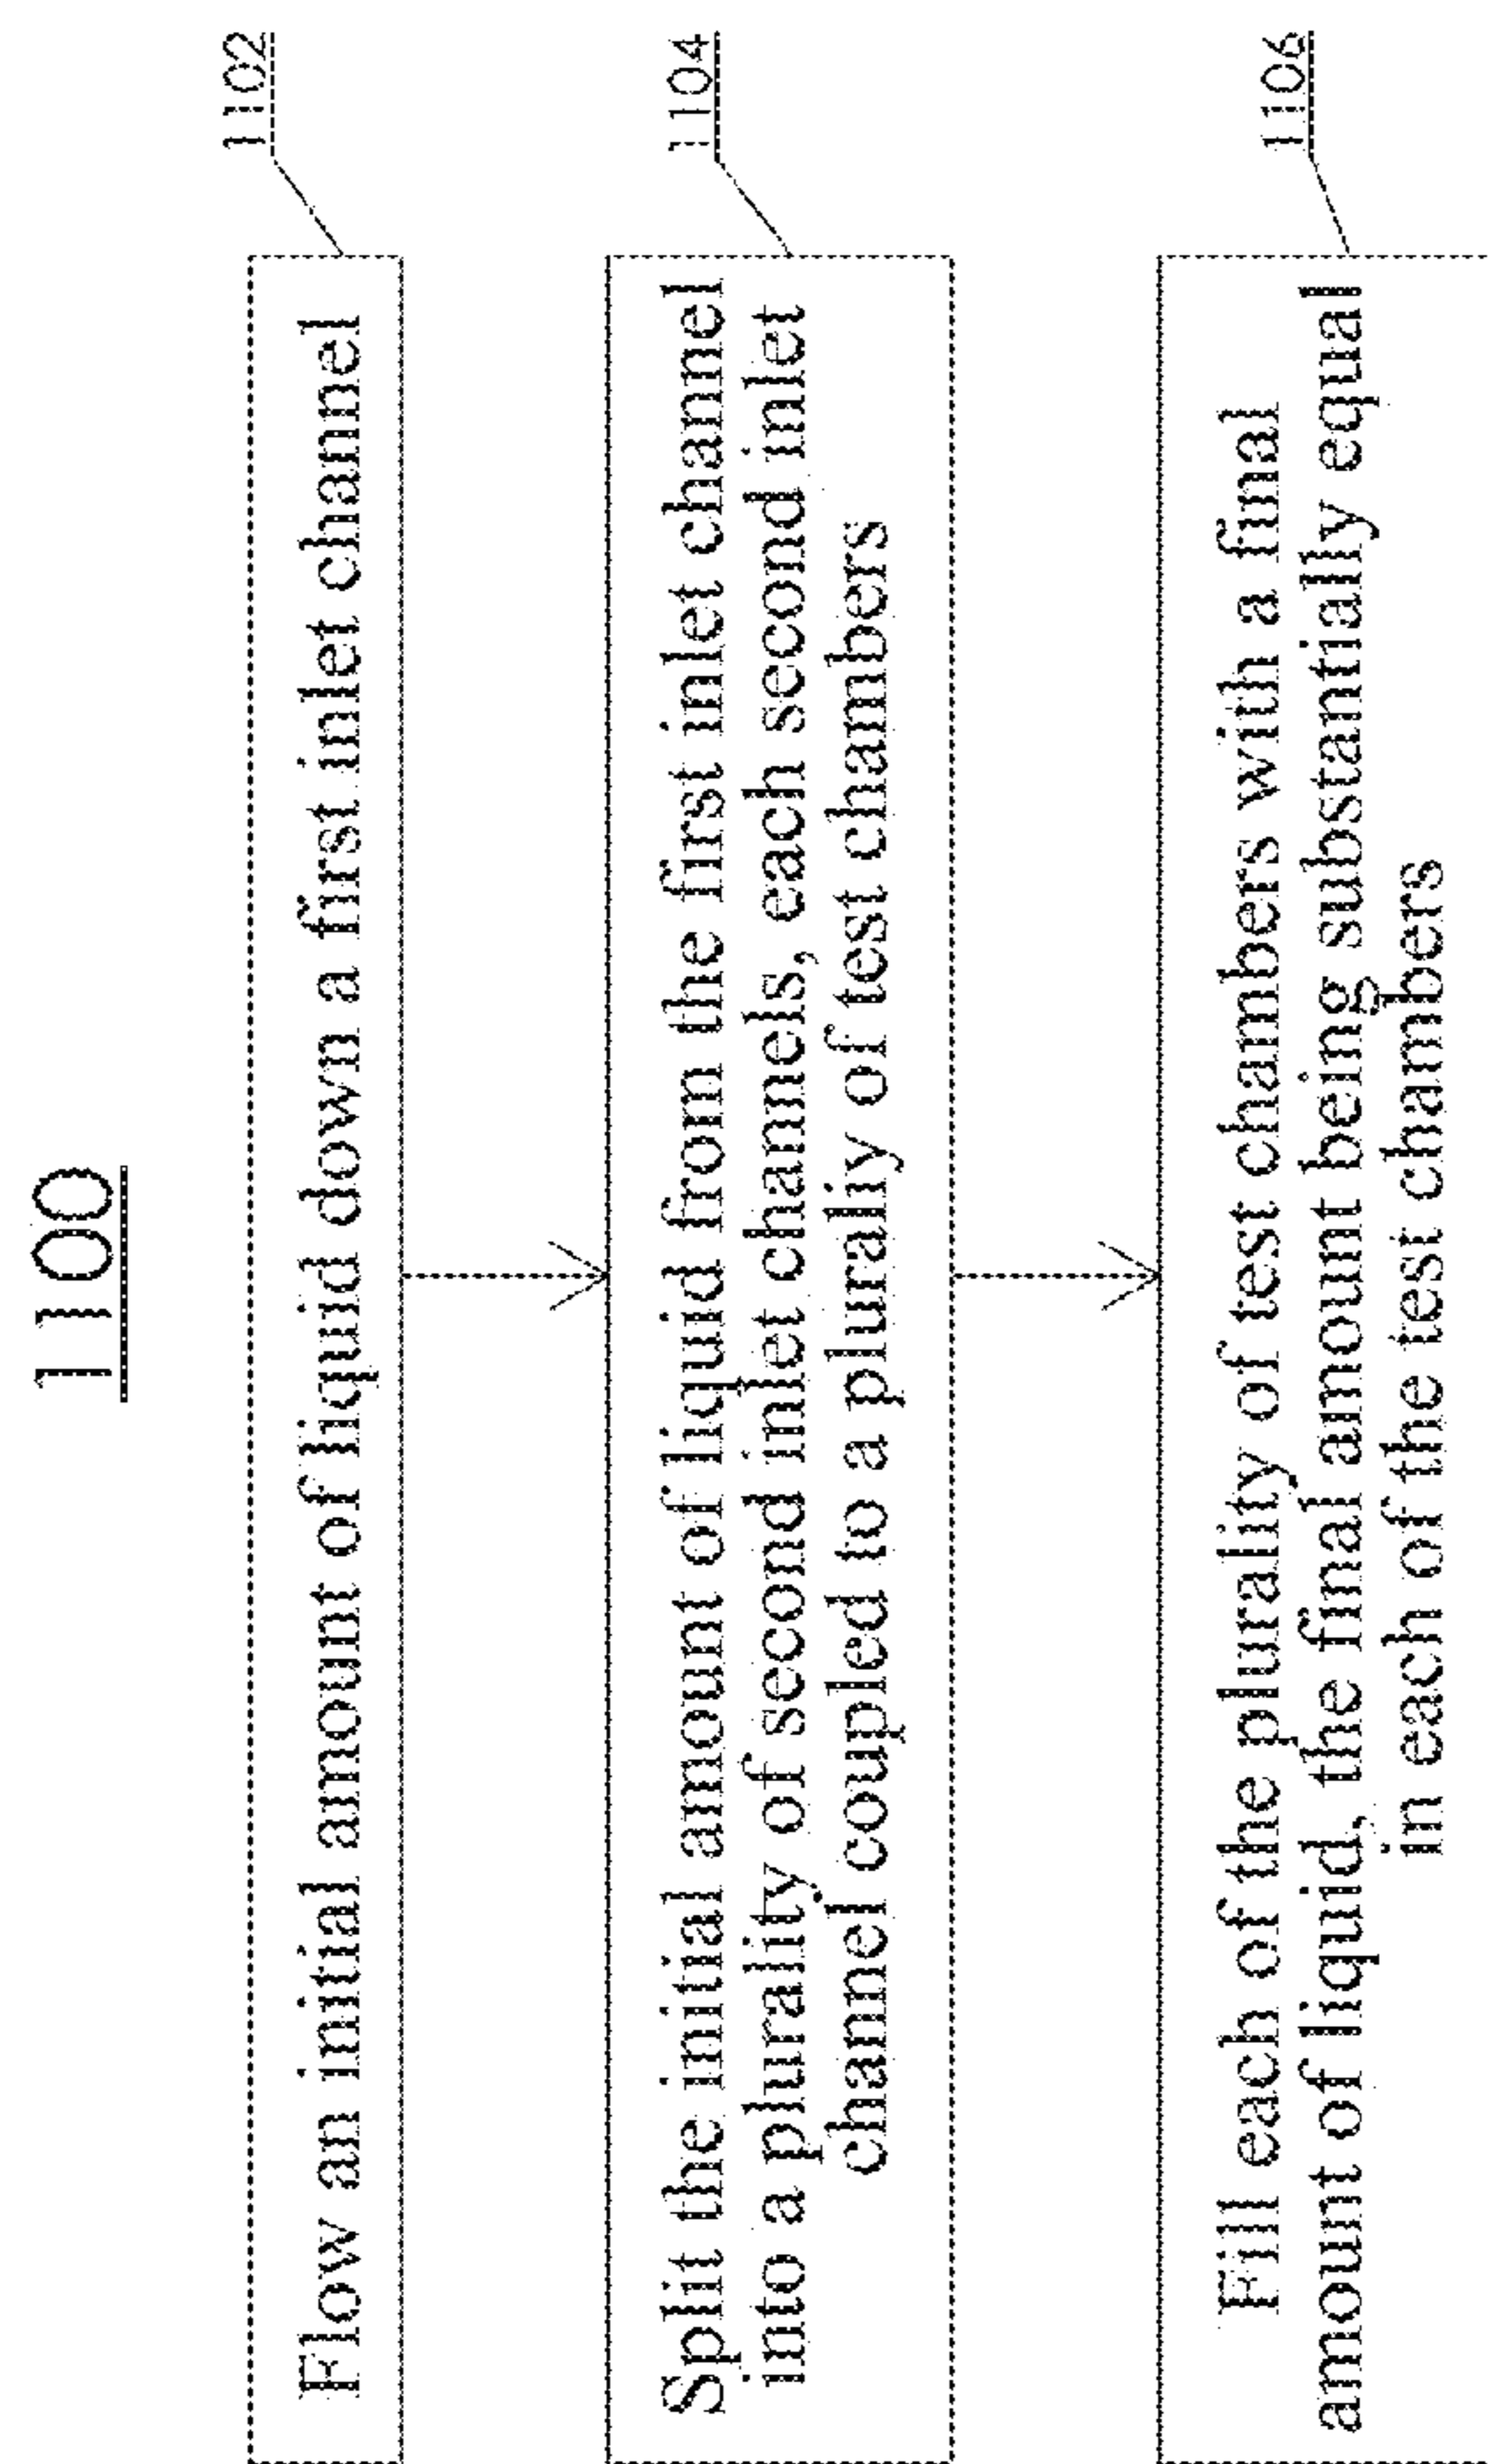 1100
Flow an initial amount of liquid down a first inlet channel
1102
Split the initial amount of liquid from the first inlet channel
into a plurality of second inlet channels, each second inlet
channel coupled to a pluraliy of test chambers
1104
Fill each of the plurality of test chambers with a final
amount of liquid, the final amount being substantially equal
in each of the test chambers
1106